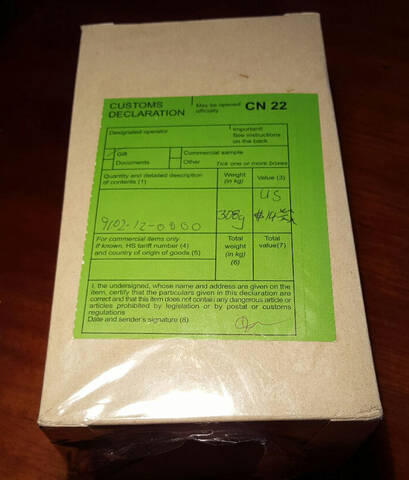 CUSTOMS
DECLARATION
May be opened
officially
CN 22
Designated operator
Important!
See instructions
on the back
Gift
Commercial sample
Documents
Other
Tick one or more boxes
Quantity and detailed description
of contents (1)
Weight
(in kg)
Value (3)
US
9102-12-0000
308g
$14
For commercial items only
If known, HS tariff number (4)
and country of origin of goods (5)
Total
weight
(in kg)
(6)
Total
value(7)
I, the undersigned, whose name and address are given on the
item, certify that the particulars given in this declaration are
correct and that this item does not contain any dangerous article or
articles prohibited by legislation or by postal or customs
regulations
Date and sender's signature (8)